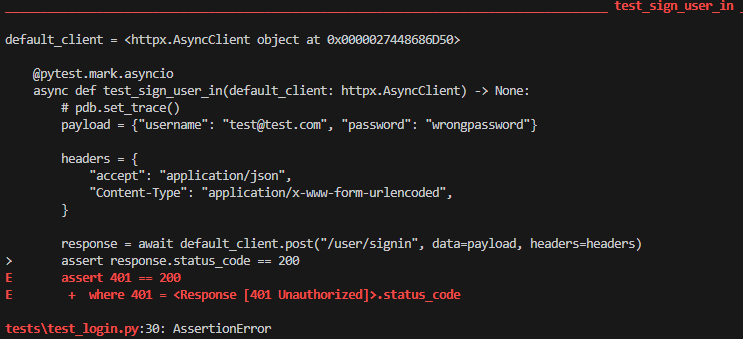 test_sign_user_in
default_client = <httpx.AsyncClient object at 0x0000027448686D50>
@pytest.mark.asyncio
async def test_sign_user_in(default_client: httpx.AsyncClient) -> None:
# pdb.set_trace()
payload = {"username": "test@test.com", "password": "wrongpassword"}
headers = {
"accept": "application/json",
"Content-Type": "application/x-www-form-urlencoded",
}
response = await default_client.post("/user/signin", data=payload, headers=headers)
> assert response.status_code == 200
E assert 401 == 200
E + where 401 = <Response [401 Unauthorized]>.status_code
tests\test_login.py:30: AssertionError